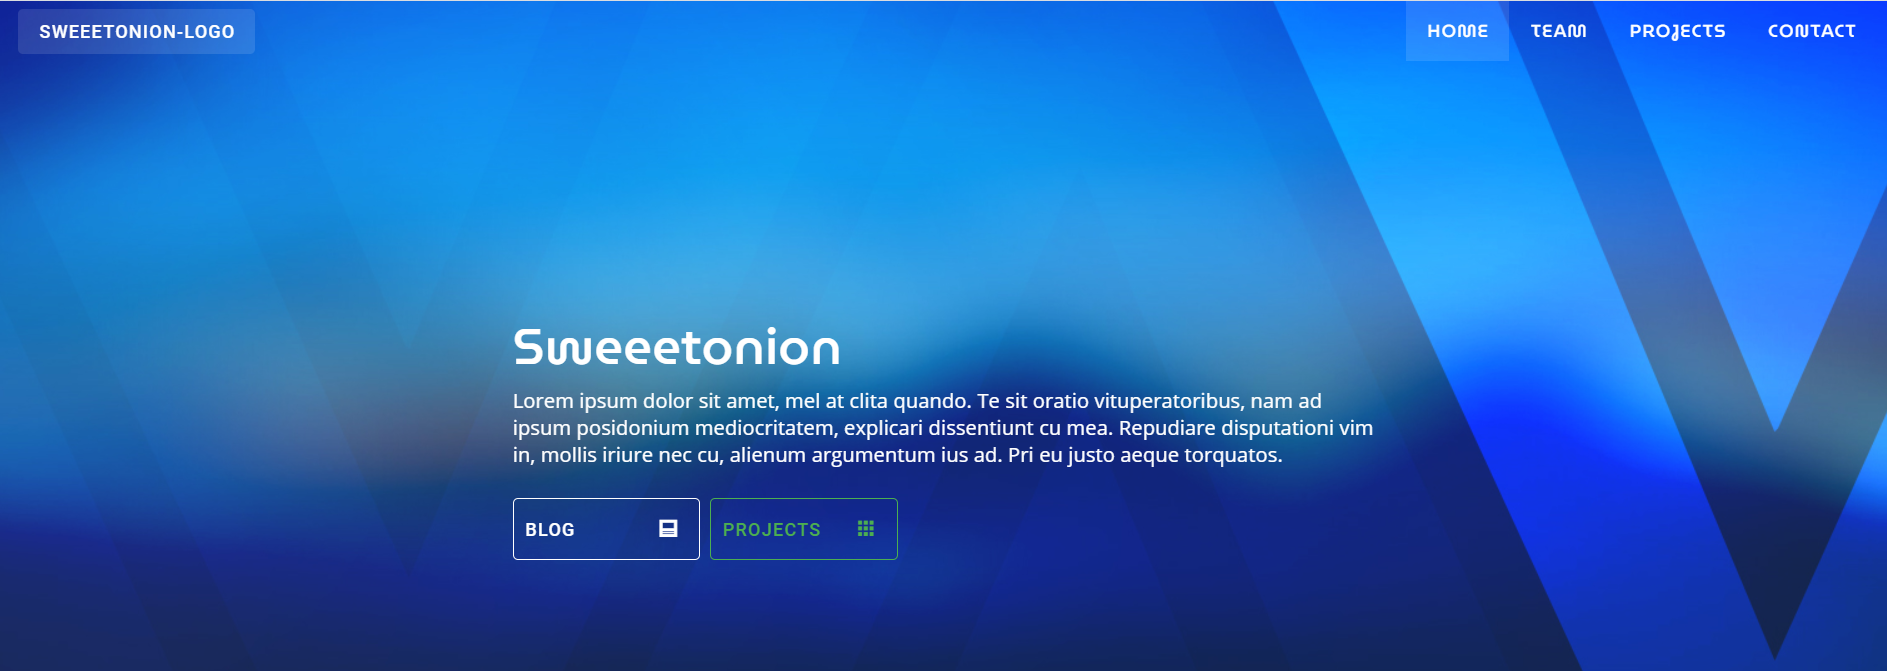 SWEEETONION-LOGO
HOME TEAM PROJECTS CONTACT
Sweeetonion
Lorem ipsum dolor sit amet, mel at clita quando. Te sit oratio vituperatoribus, nam ad
ipsum posidonium mediocritatem, explicari dissentiunt cu mea. Repudiare disputationi vim
in, mollis iriure nec cu, alienum argumentum ius ad. Pri eu justo aeque torquatos.
BLOG PROJECTS